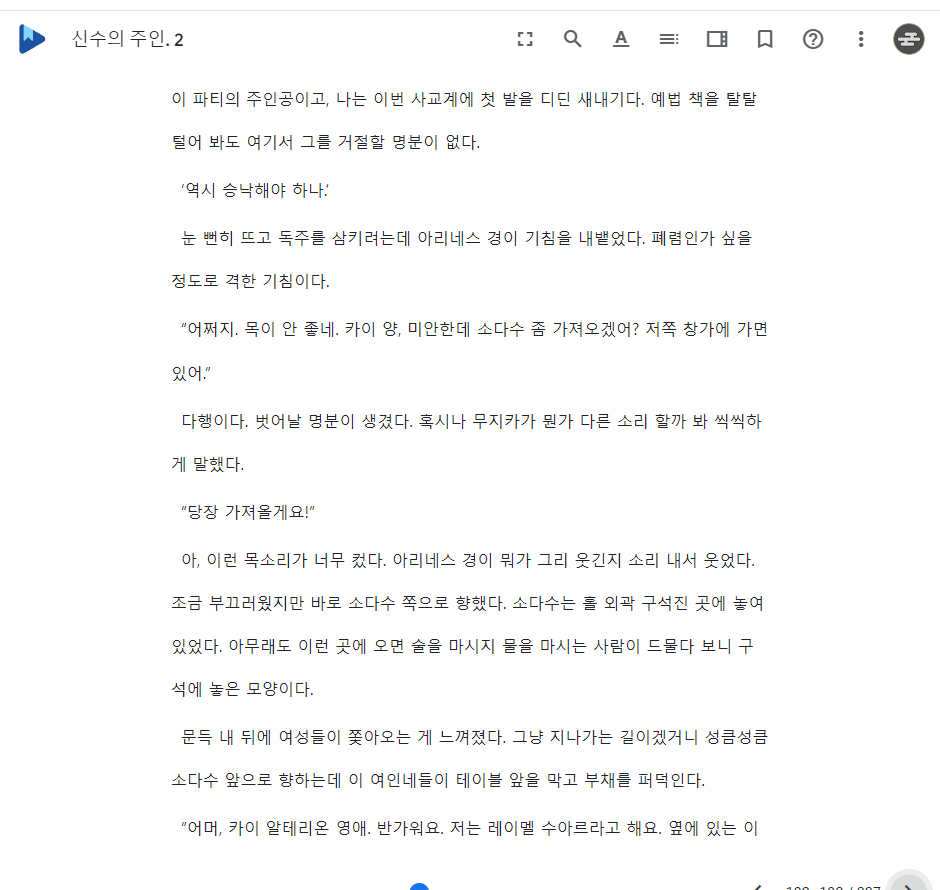 신수의 주인. 2
이 파티의 주인공이고, 나는 이번 사교계에 첫 발을 디딘 새내기다. 예법 책을 탈탈
털어 봐도 여기서 그를 거절할 명분이 없다.
‘역시 승낙해야 하나.’
눈 뻔히 뜨고 독주를 삼키려는데 아리네스 경이 기침을 내뱉었다. 폐렴인가 싶을
정도로 격한 기침이다.
“어쩌지. 목이 안 좋네. 카이 양, 미안한데 소다수 좀 가져오겠어? 저쪽 창가에 가면
있어.”
다행이다. 벗어날 명분이 생겼다. 혹시나 무지카가 뭔가 다른 소리 할까 봐 씩씩하
게 말했다.
“당장 가져올게요!”
아, 이런 목소리가 너무 컸다. 아리네스 경이 뭐가 그리 웃긴지 소리 내서 웃었다.
조금 부끄러웠지만 바로 소다수 쪽으로 향했다. 소다수는 홀 외곽 구석진 곳에 놓여
있었다. 아무래도 이런 곳에 오면 술을 마시지 물을 마시는 사람이 드물다 보니 구
석에 놓은 모양이다.
문득 내 뒤에 여성들이 쫓아오는 게 느껴졌다. 그냥 지나가는 길이겠거니 성큼성큼
소다수 앞으로 향하는데 이 여인네들이 테이블 앞을 막고 부채를 퍼덕인다.
“어머, 카이 알테리온 영애. 반가워요. 저는 레이멜 수아르라고 해요. 옆에 있는 이